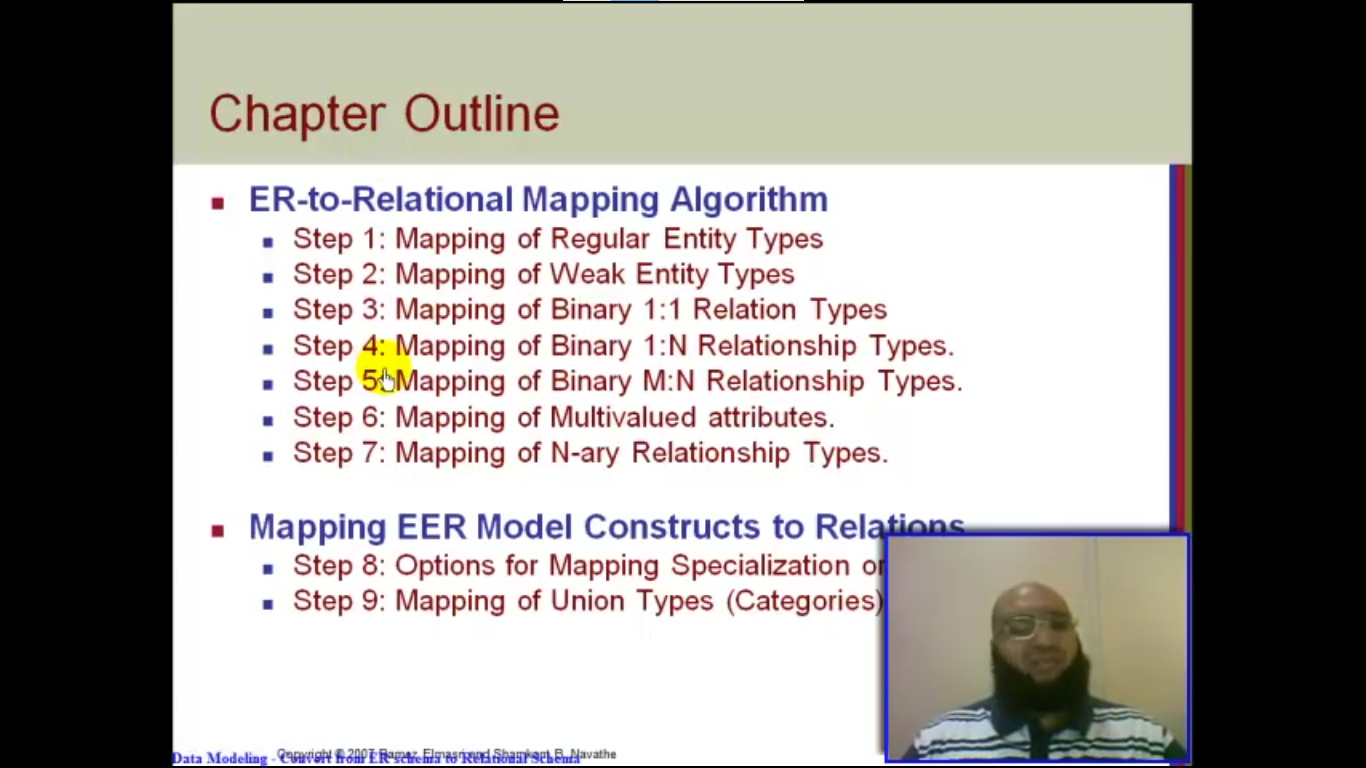 Chapter Outline
ER-to-Relational Mapping Algorithm
Step 1: Mapping of Regular Entity Types
Step 2: Mapping of Weak Entity Types
Step 3: Mapping of Binary 1:1 Relation Types
Step 4: Mapping of Binary 1:N Relationship Types.
Step 5: Mapping of Binary M:N Relationship Types.
Step 6: Mapping of Multivalued attributes.
Step 7: Mapping of N-ary Relationship Types.
Mapping EER Model Constructs to Relations
Step 8: Options for Mapping Specialization or
Step 9: Mapping of Union Types (Categories)
Copyright © 2007 Ramez Elmasri and Shamkant B. Navathe
Data Modeling - Convert from ER schema to Relational Schema